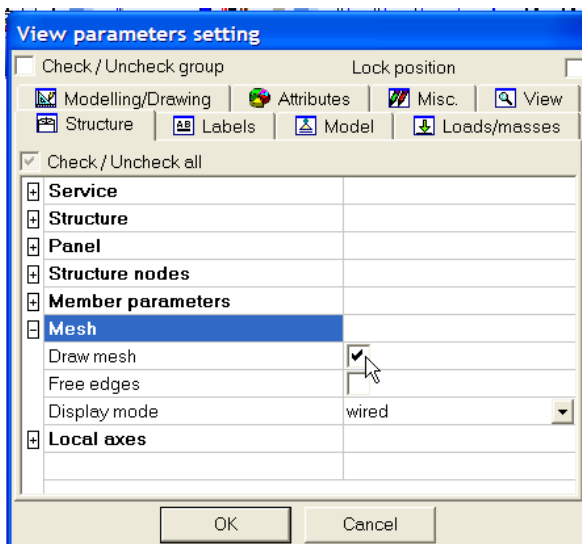 View parameters setting
Check / Uncheck group Lock position
Modelling/Drawing Attributes Misc. View
Structure AB Labels Model Loads/masses
Check / Uncheck all
Service
Structure
Panel
Structure nodes
Member parameters
Mesh
Draw mesh
Free edges
Display mode wired
Local axes
OK Cancel